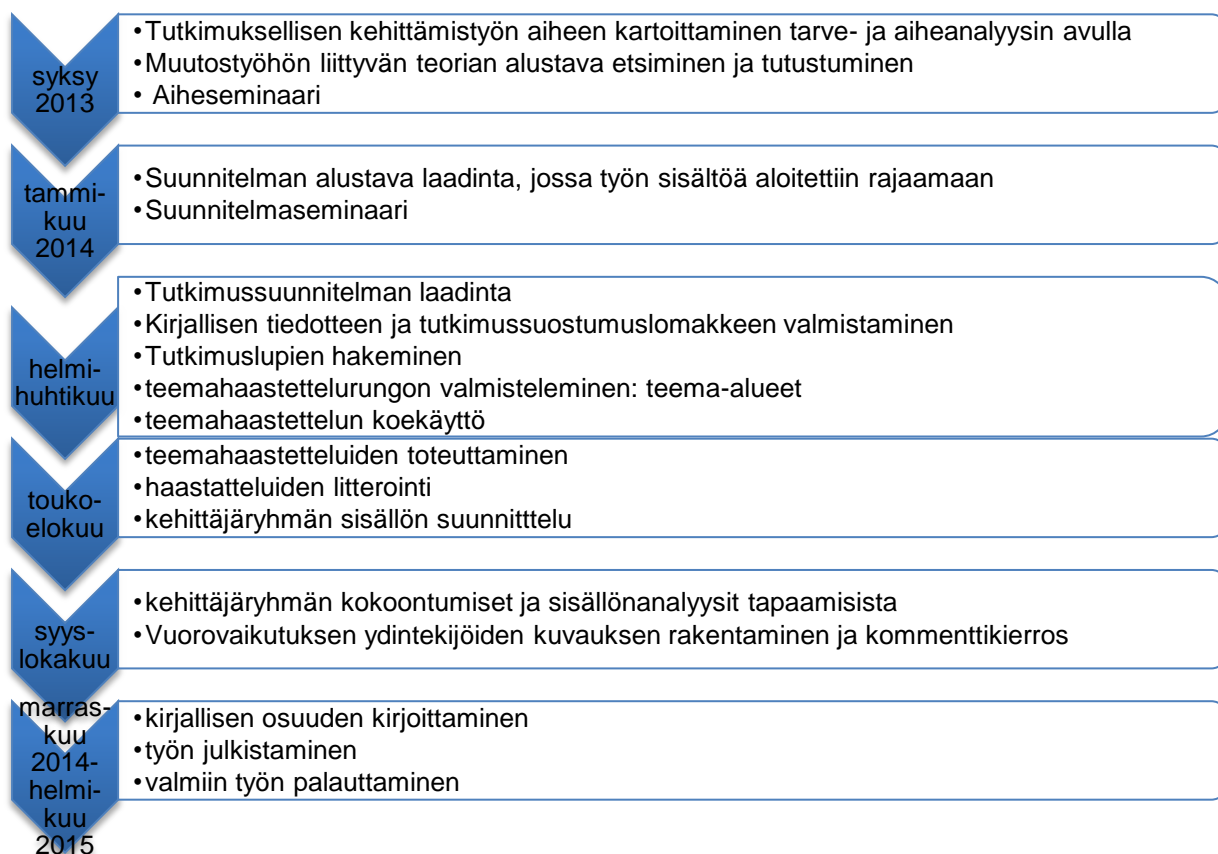 syksy
2013
•Tutkimuksellisen kehittämistyön aiheen kartoittaminen tarve- ja aiheanalyysin avulla
•Muutostyöhön liittyvän teorian alustava etsiminen ja tutustuminen
• Aiheseminaari
tammi-
kuu
2014
•Suunnitelman alustava laadinta, jossa työn sisältöä aloitettiin rajaamaan
•Suunnitelmaseminaari
helmi-
huhtikuu
•Tutkimussuunnitelman laadinta
•Kirjallisen tiedotteen ja tutkimussuostumuslomakkeen valmistaminen
•Tutkimuslupien hakeminen
•teemahaastettelurungon valmisteleminen: teema-alueet
•teemahaastettelun koekäyttö
touko-
elokuu
•teemahaastetteluiden toteuttaminen
•haastatteluiden litterointi
•kehittäjäryhmän sisällön suunnitttelu
syys-
lokakuu
•kehittäjäryhmän kokoontumiset ja sisällönanalyysit tapaamisista
•Vuorovaikutuksen ydintekijöiden kuvauksen rakentaminen ja kommenttikierros
marras-
kuu
2014-
helmi-
kuu
2015
•kirjallisen osuuden kirjoittaminen
•työn julkistaminen
•valmiin työn palauttaminen